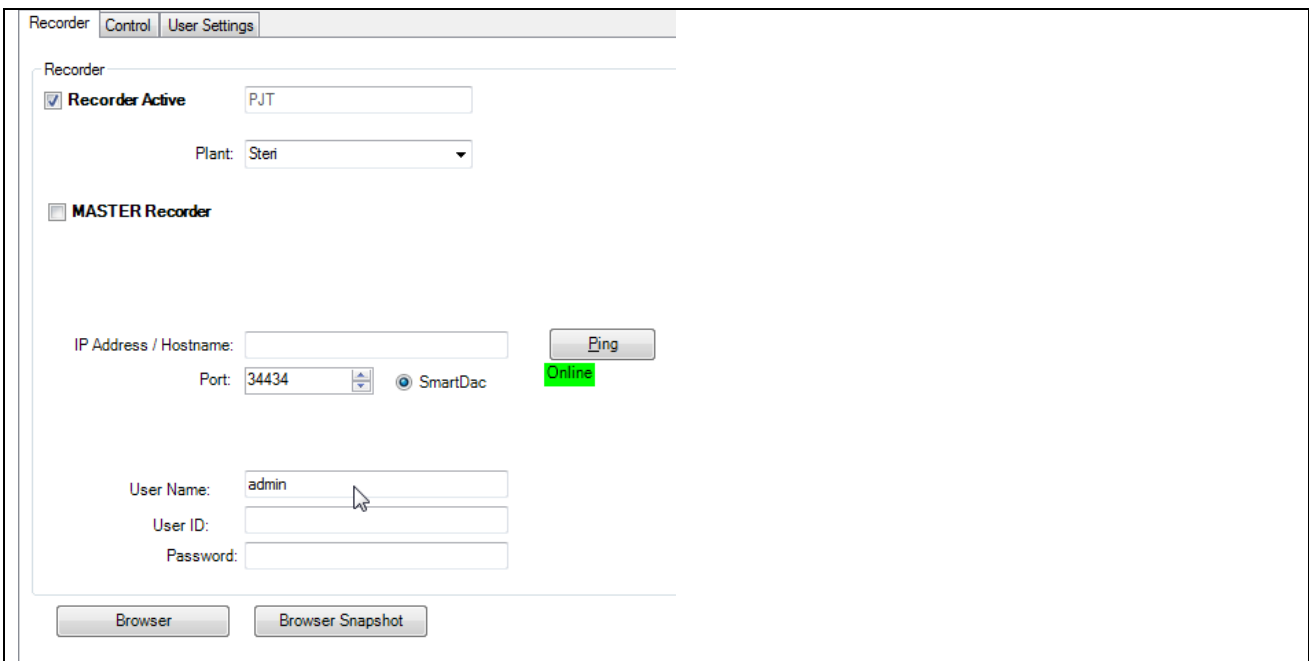 Recorder Control User Settings
Recorder
Recorder Active PJT
Plant: Steri
MASTER Recorder
IP Address / Hostname: Ping
Port: 34434 SmartDac Online
User Name: admin
User ID:
Password:
Browser Browser Snapshot